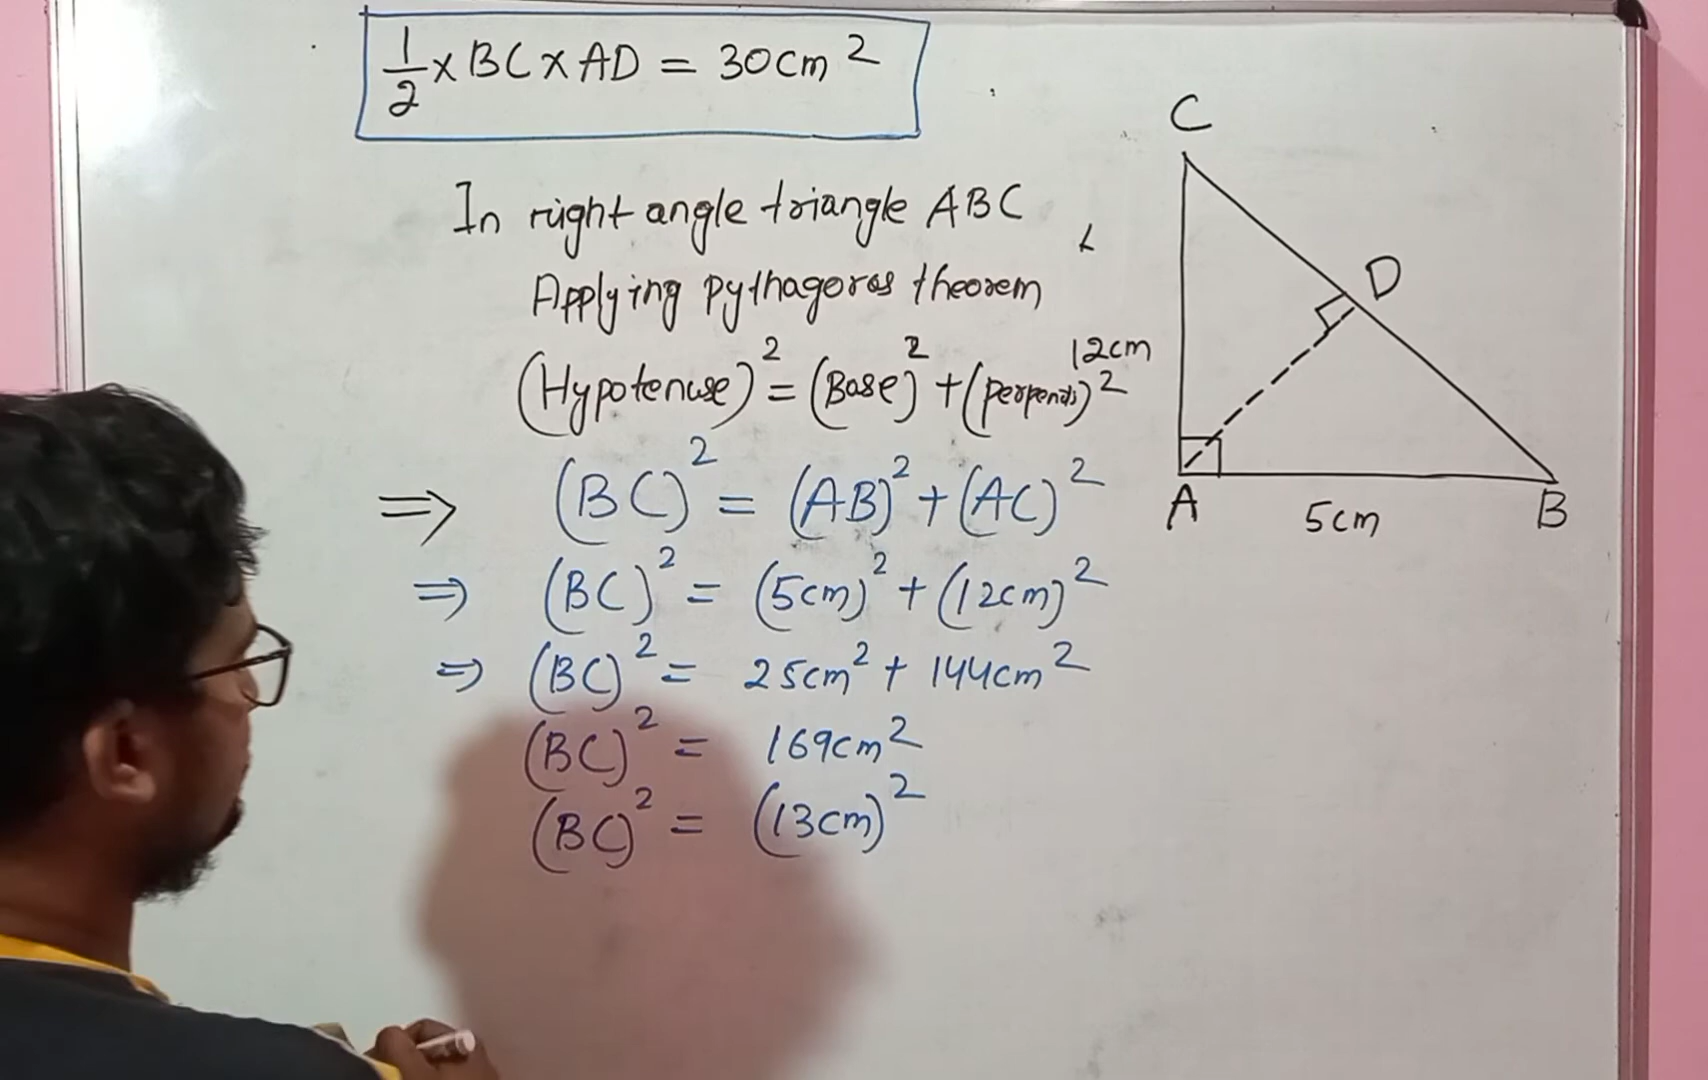 1/2 × BC × AD = 30cm²
In right angle triangle ABC
Applying pythagoras theorem
(Hypotenuse)² = (Base)² + (perpends)²
⇒ (BC)² = (AB)² + (AC)²
⇒ (BC)² = (5cm)² + (12cm)²
⇒ (BC)² = 25cm² + 144cm²
(BC)² = 169cm²
(BC)² = (13cm)²
C
D
12cm
A
5cm
B